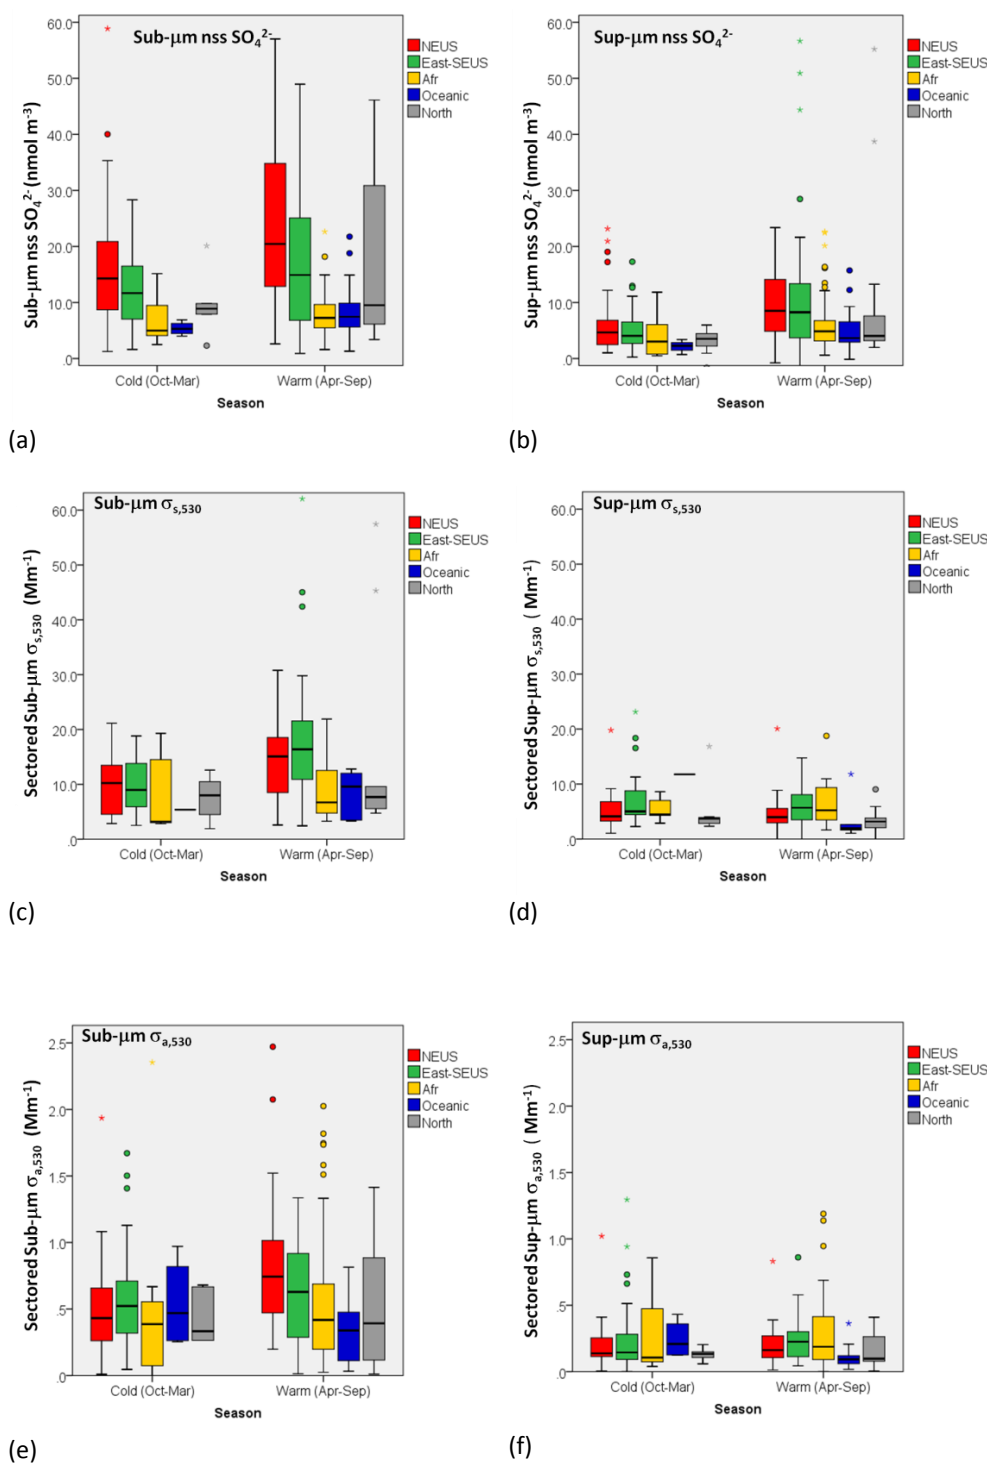 Sub-μm nss SO₄²⁻
60.0
50.0
40.0
30.0
20.0
10.0
.0
Sub-μm nss SO₄²⁻ (nmol m⁻³)
Cold (Oct-Mar)
Warm (Apr-Sep)
Season
NEUS
East-SEUS
Afr
Oceanic
North
(a)
Sup-μm nss SO₄²⁻
60.0
50.0
40.0
30.0
20.0
10.0
.0
Sup-μm nss SO₄²⁻ (nmol m⁻³)
Cold (Oct-Mar)
Warm (Apr-Sep)
Season
NEUS
East-SEUS
Afr
Oceanic
North
(b)
Sub-μm σs,530
60.0
50.0
40.0
30.0
20.0
10.0
.0
Sectored Sub-μm σs,530 (Mm⁻¹)
Cold (Oct-Mar)
Warm (Apr-Sep)
Season
NEUS
East-SEUS
Afr
Oceanic
North
(c)
Sup-μm σs,530
60.0
50.0
40.0
30.0
20.0
10.0
.0
Sectored Sup-μm σs,530 ( Mm⁻¹)
Cold (Oct-Mar)
Warm (Apr-Sep)
Season
NEUS
East-SEUS
Afr
Oceanic
North
(d)
Sub-μm σa,530
2.5
2.0
1.5
1.0
.5
.0
Sectored Sub-μm σa,530 (Mm⁻¹)
Cold (Oct-Mar)
Warm (Apr-Sep)
Season
NEUS
East-SEUS
Afr
Oceanic
North
(e)
Sup-μm σa,530
2.5
2.0
1.5
1.0
.5
.0
Sectored Sup-μm σa,530 ( Mm⁻¹)
Cold (Oct-Mar)
Warm (Apr-Sep)
Season
NEUS
East-SEUS
Afr
Oceanic
North
(f)